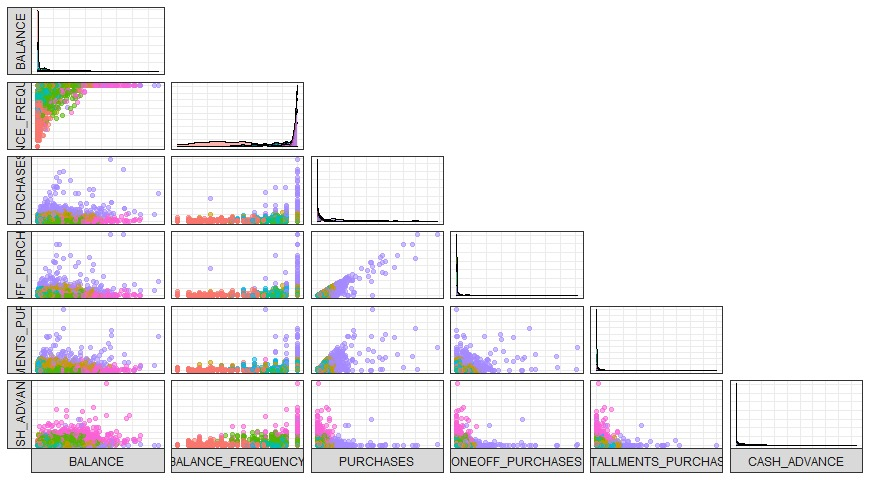 BALANCE
NCE_FREQU
PURCHASES
OFF_PURCH
MENTS_PUR
SH_ADVAN
BALANCE
BALANCE_FREQUENCY
PURCHASES
ONEOFF_PURCHASES
TALLMENTS_PURCHAS
CASH_ADVANCE